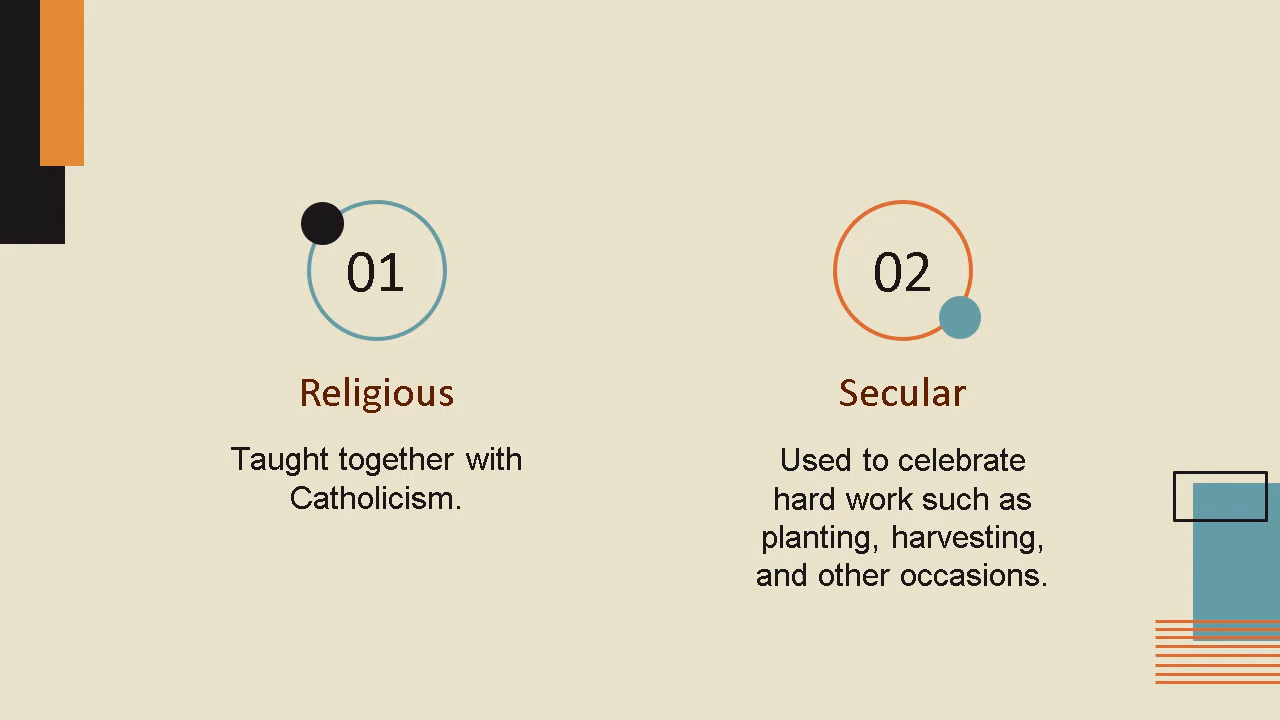 01
Religious
Taught together with
Catholicism.
02
Secular
Used to celebrate
hard work such as
planting, harvesting,
and other occasions.